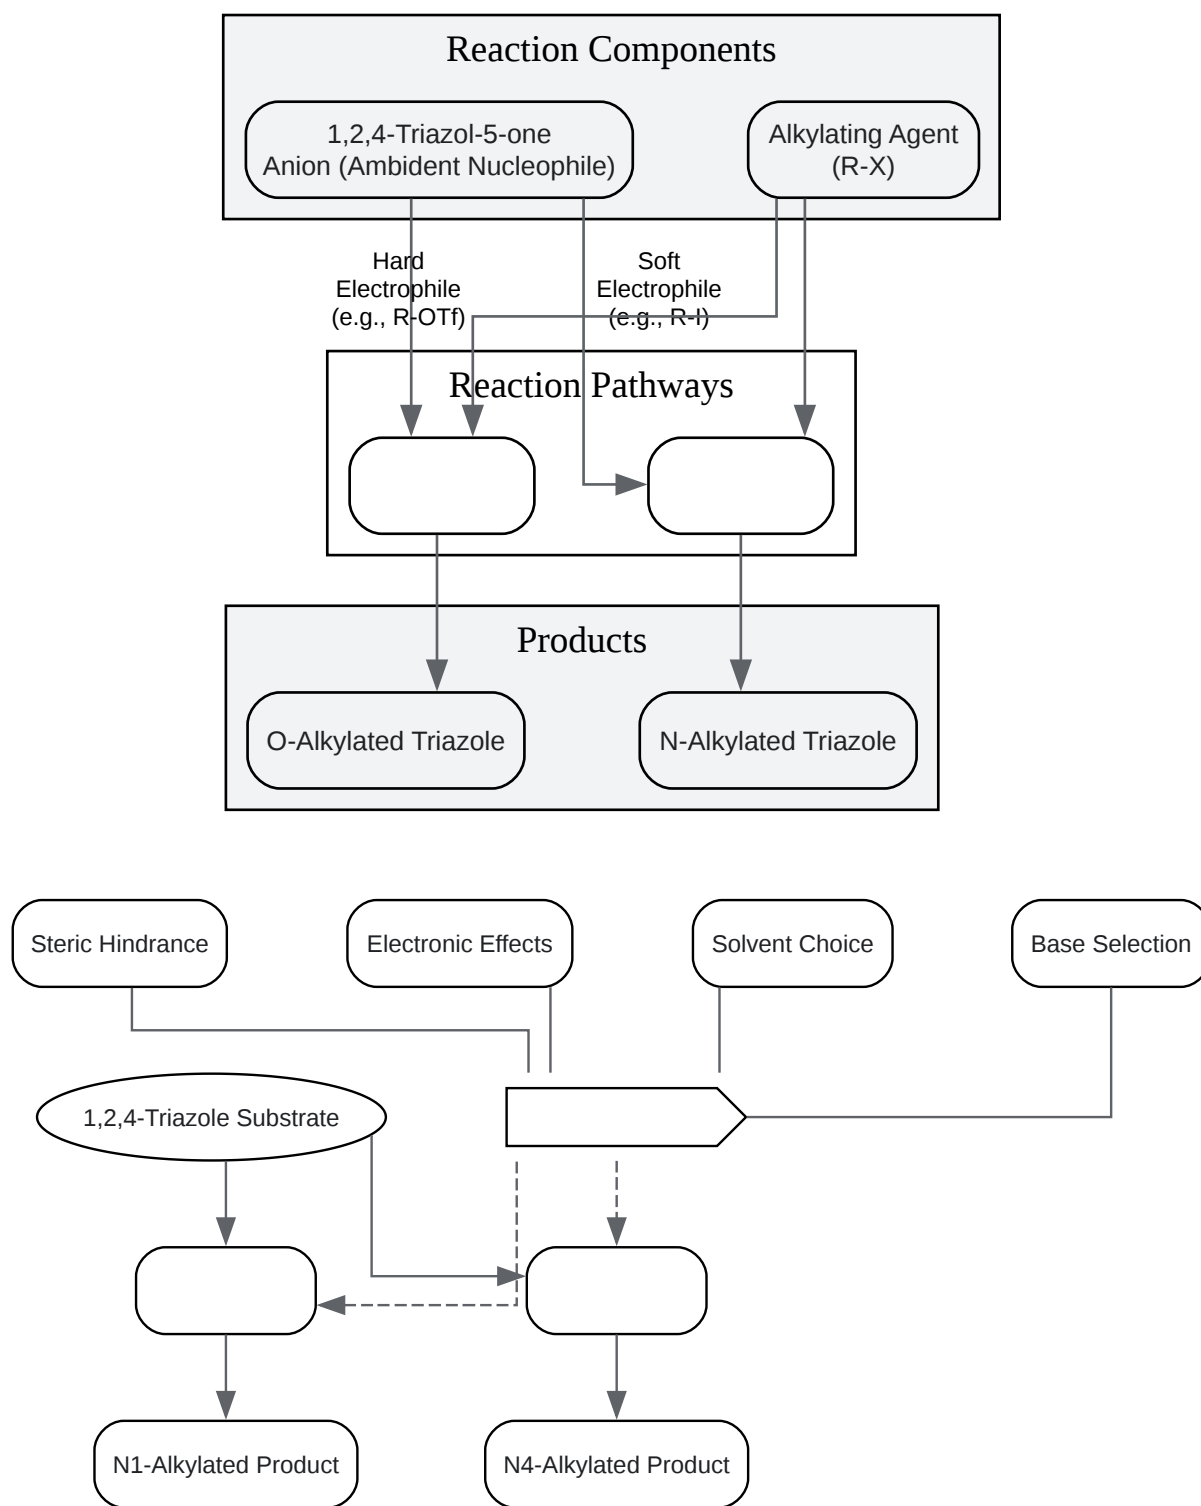 Reaction Components
1,2,4-Triazol-5-one
Anion (Ambident Nucleophile)
Alkylating Agent
(R-X)
Hard
Electrophile
(e.g., R-OTf)
Soft
Electrophile
(e.g., R-I)
Reaction Pathways
Products
O-Alkylated Triazole
N-Alkylated Triazole
Steric Hindrance
Electronic Effects
Solvent Choice
Base Selection
1,2,4-Triazole Substrate
N1-Alkylated Product
N4-Alkylated Product